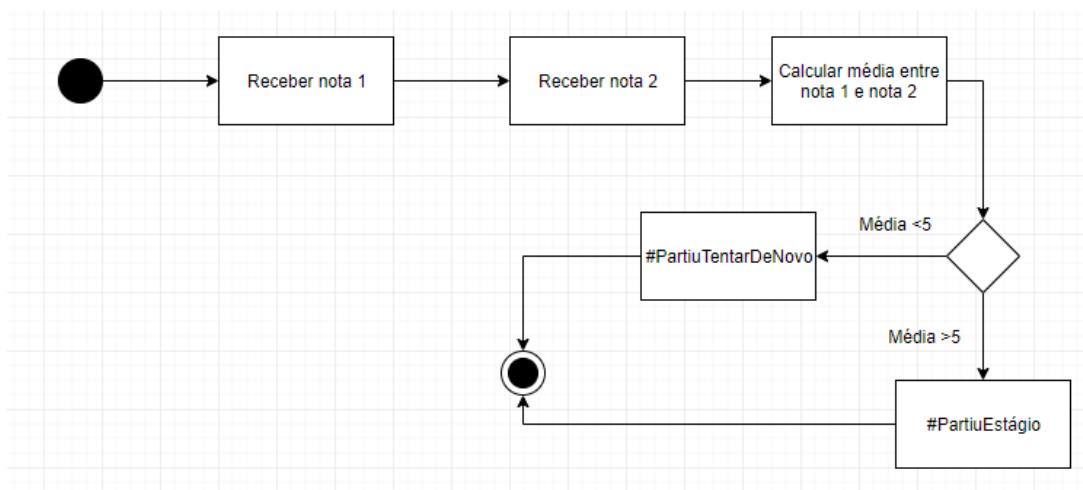 Receber nota 1
Receber nota 2
Calcular média entre
nota 1 e nota 2
Média <5
#PartiuTentarDeNovo
Média >5
#PartiuEstágio